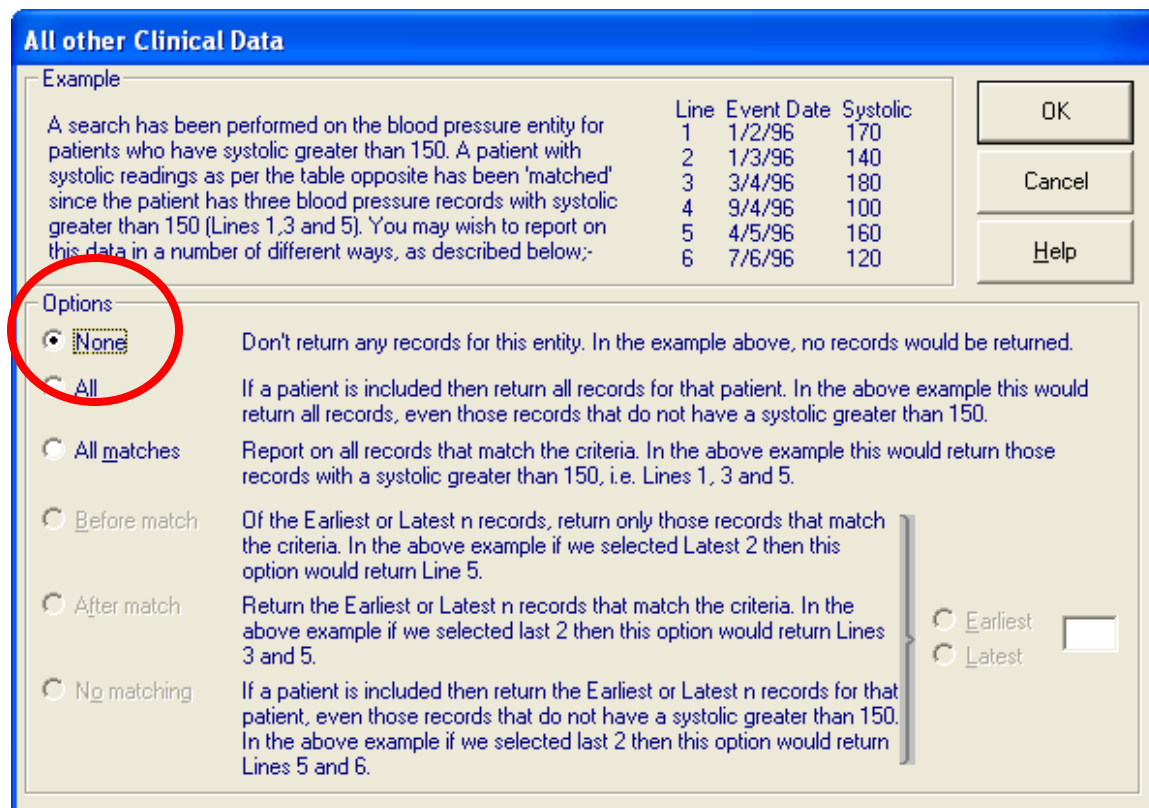 All other Clinical Data
Example
A search has been performed on the blood pressure entity for
patients who have systolic greater than 150. A patient with
systolic readings as per the table opposite has been 'matched'
since the patient has three blood pressure records with systolic
greater than 150 (Lines 1,3 and 5). You may wish to report on
this data in a number of different ways, as described below;-
Line Event Date Systolic
1 1/2/96 170
2 1/3/96 140
3 3/4/96 180
4 9/4/96 100
5 4/5/96 160
6 7/6/96 120
OK
Cancel
Help
Options
None Don't return any records for this entity. In the example above, no records would be returned.
All If a patient is included then return all records for that patient. In the above example this would
return all records, even those records that do not have a systolic greater than 150.
All matches Report on all records that match the criteria. In the above example this would return those
records with a systolic greater than 150, i.e. Lines 1, 3 and 5.
Before match Of the Earliest or Latest n records, return only those records that match
the criteria. In the above example if we selected Latest 2 then this
option would return Line 5.
After match Return the Earliest or Latest n records that match the criteria. In the
above example if we selected last 2 then this option would return Lines
3 and 5.
No matching If a patient is included then return the Earliest or Latest n records for that
patient, even those records that do not have a systolic greater than 150.
In the above example if we selected last 2 then this option would return
Lines 5 and 6.
Earliest
Latest